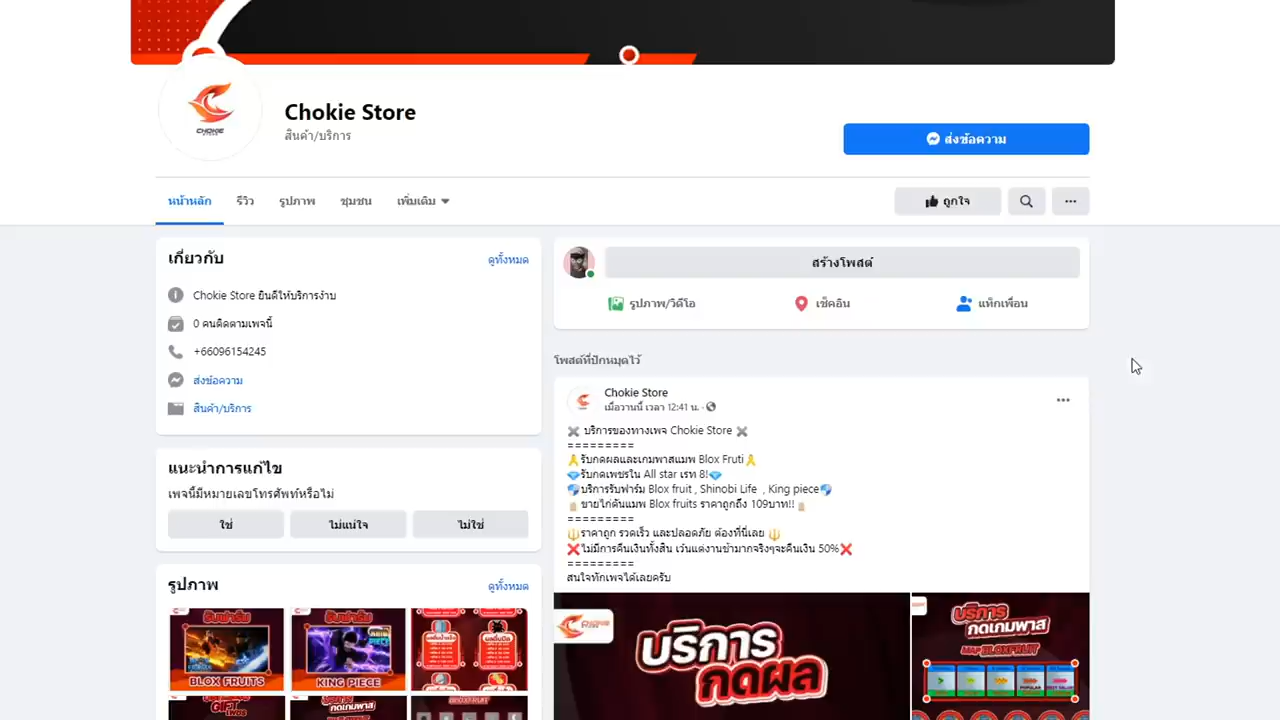 Chokie Store
สินค้า/บริการ
ส่งข้อความ
หน้าหลัก
รีวิว
รูปภาพ
ชุมชน
เพิ่มเติม
ถูกใจ
เกี่ยวกับ
ดูทั้งหมด
Chokie Store ยินดีให้บริการงับ
0 คนติดตามเพจนี้
+66096154245
ส่งข้อความ
สินค้า/บริการ
แนะนำการแก้ไข
เพจนี้มีหมายเลขโทรศัพท์หรือไม่
ใช่
ไม่แน่ใจ
ไม่ใช่
รูปภาพ
ดูทั้งหมด
รับฟาร์ม
BLOX FRUITS
รับฟาร์ม
KING PIECE
สร้างโพสต์
รูปภาพ/วิดีโอ
เช็คอิน
แท็กเพื่อน
โพสต์ที่ปักหมุดไว้
Chokie Store
เมื่อวานนี้ เวลา 12:41 น. ·
บริการของทางเพจ Chokie Store
=========
รับกดผลและเกมพาสแมพ Blox Fruti
รับกดเพชรใน All star เรท 8!
บริการรับฟาร์ม Blox fruit , Shinobi Life , King piece
ขายไก่ตันแมพ Blox fruits ราคาถูกถึง 109บาท!!
=========
ราคาถูก รวดเร็ว และปลอดภัย ต้องที่นี่เลย
ไม่มีการคืนเงินทั้งสิ้น เว้นแต่งานช้ามากจริงๆจะคืนเงิน 50%
=========
สนใจทักเพจได้เลยครับ
บริการ
กดผล
บริการ
กดเกมพาส
MAP BLOXFRUIT